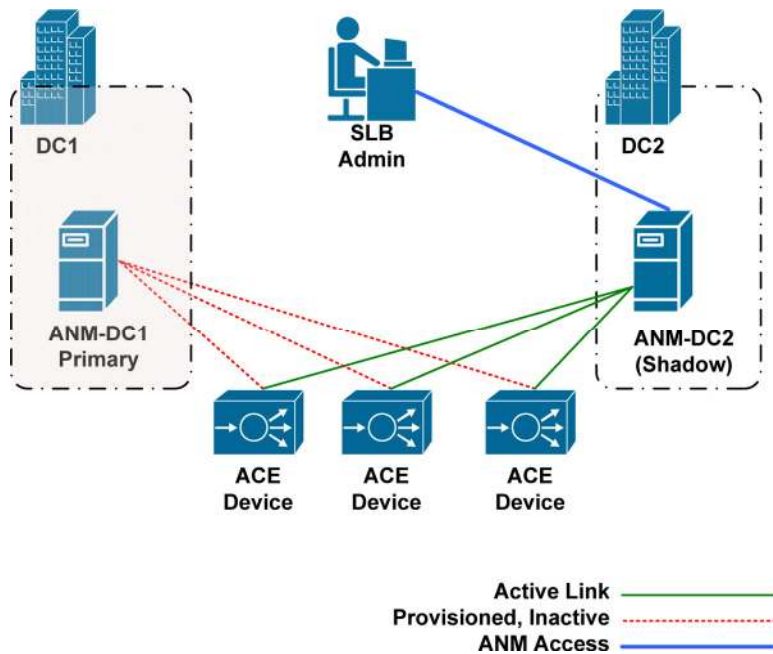 DC1
SLB
Admin
DC2
ANM-DC1
Primary
ANM-DC2
(Shadow)
ACE
Device
ACE
Device
ACE
Device
Active Link
Provisioned, Inactive
ANM Access